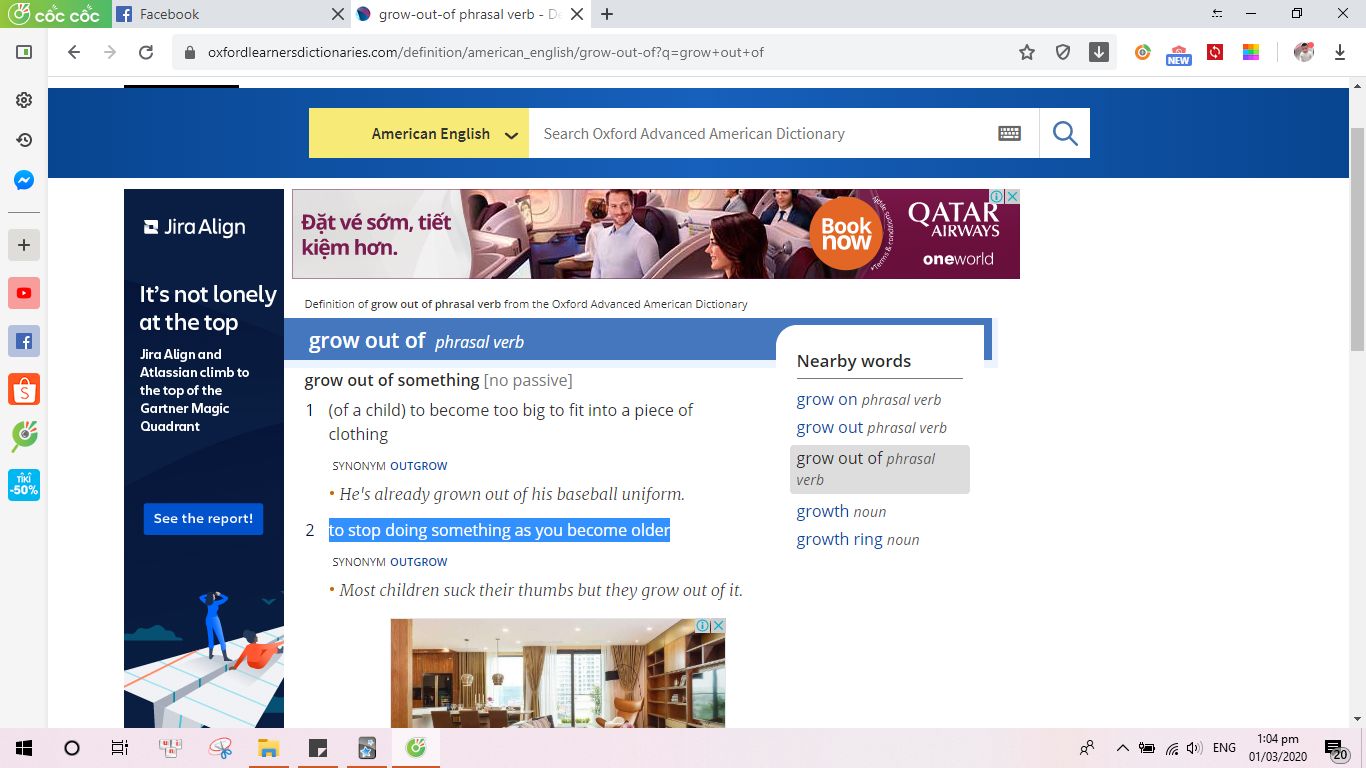 cốc cốc
Facebook
grow-out-of phrasal verb - De
oxfordlearnersdictionaries.com/definition/american_english/grow-out-of?q=grow+out+of
NEW
American English
Search Oxford Advanced American Dictionary
Jira Align
It's not lonely
at the top
Jira Align and
Atlassian climb to
the top of the
Gartner Magic
Quadrant
See the report!
Đặt vé sớm, tiết
kiệm hơn.
Book
now
*Terms & conditions
QATAR
AIRWAYS
oneworld
Definition of grow out of phrasal verb from the Oxford Advanced American Dictionary
grow out of phrasal verb
grow out of something [no passive]
1 (of a child) to become too big to fit into a piece of
clothing
SYNONYM OUTGROW
• He's already grown out of his baseball uniform.
2 to stop doing something as you become older
SYNONYM OUTGROW
• Most children suck their thumbs but they grow out of it.
Nearby words
grow on phrasal verb
grow out phrasal verb
grow out of phrasal
verb
growth noun
growth ring noun
TIKI
-50%
ENG
1:04 pm
01/03/2020
20